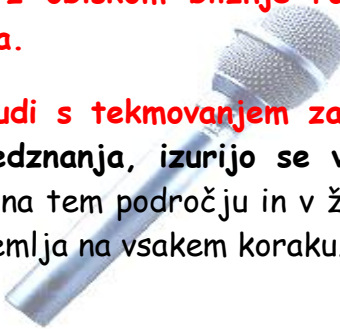 a.
udi s tekmovanjem za
edznanja, izurijo se v
na tem področju in v ž
emlja na vsakem koraku.